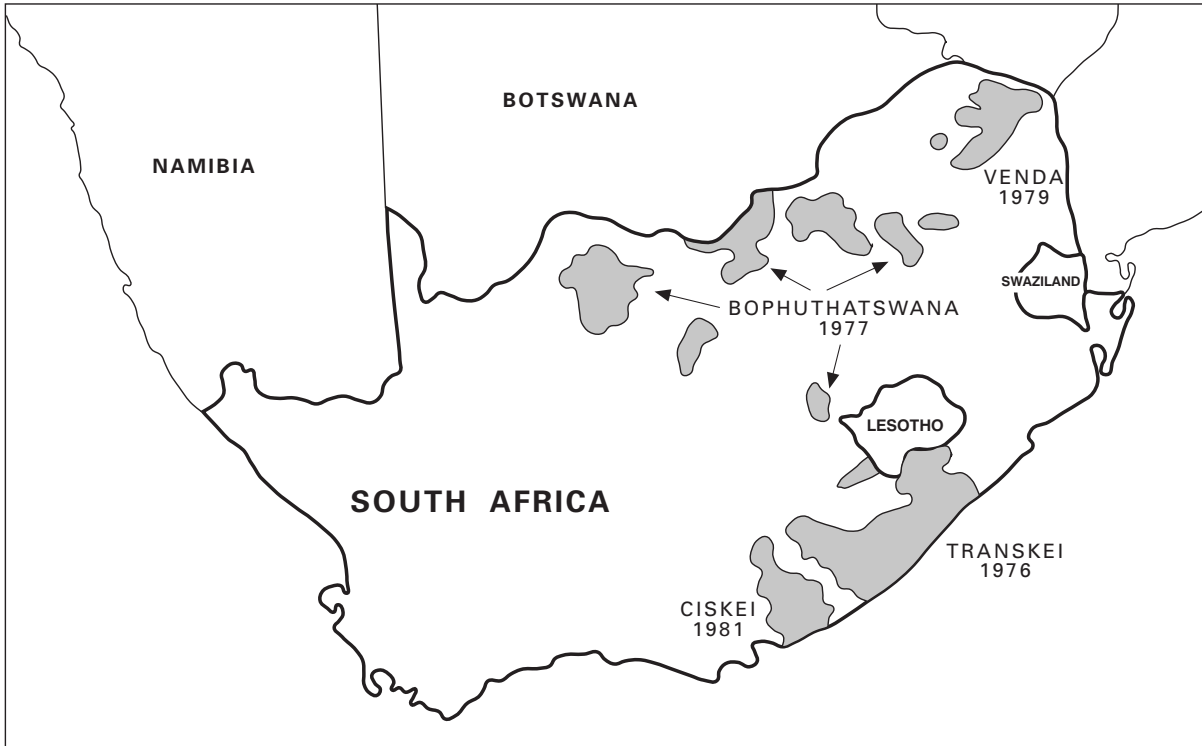 BOTSWANA
NAMIBIA
VENDA
1979
SWAZILAND
BOPHUTHATSWANA
1977
LESOTHO
SOUTH AFRICA
TRANSKEI
1976
CISKEI
1981